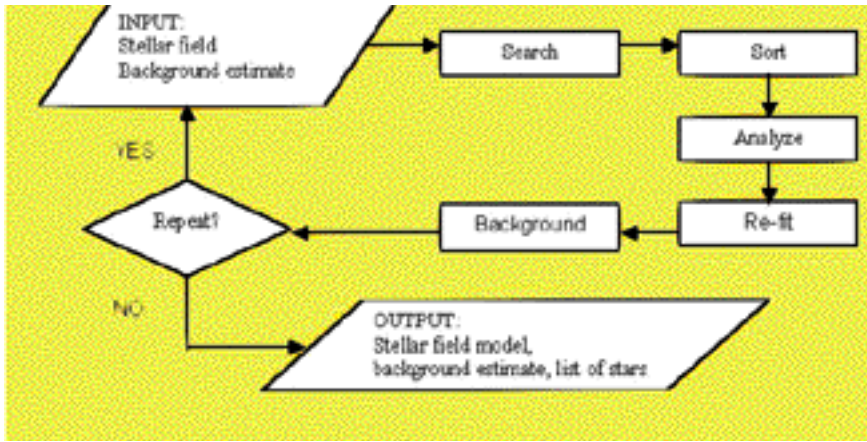 INPUT:
Stellar field
Background estimate
Search
Sort
Analyze
Re-fit
Background
Repeat?
YES
NO
OUTPUT:
Stellar field model,
background estimate, list of stars